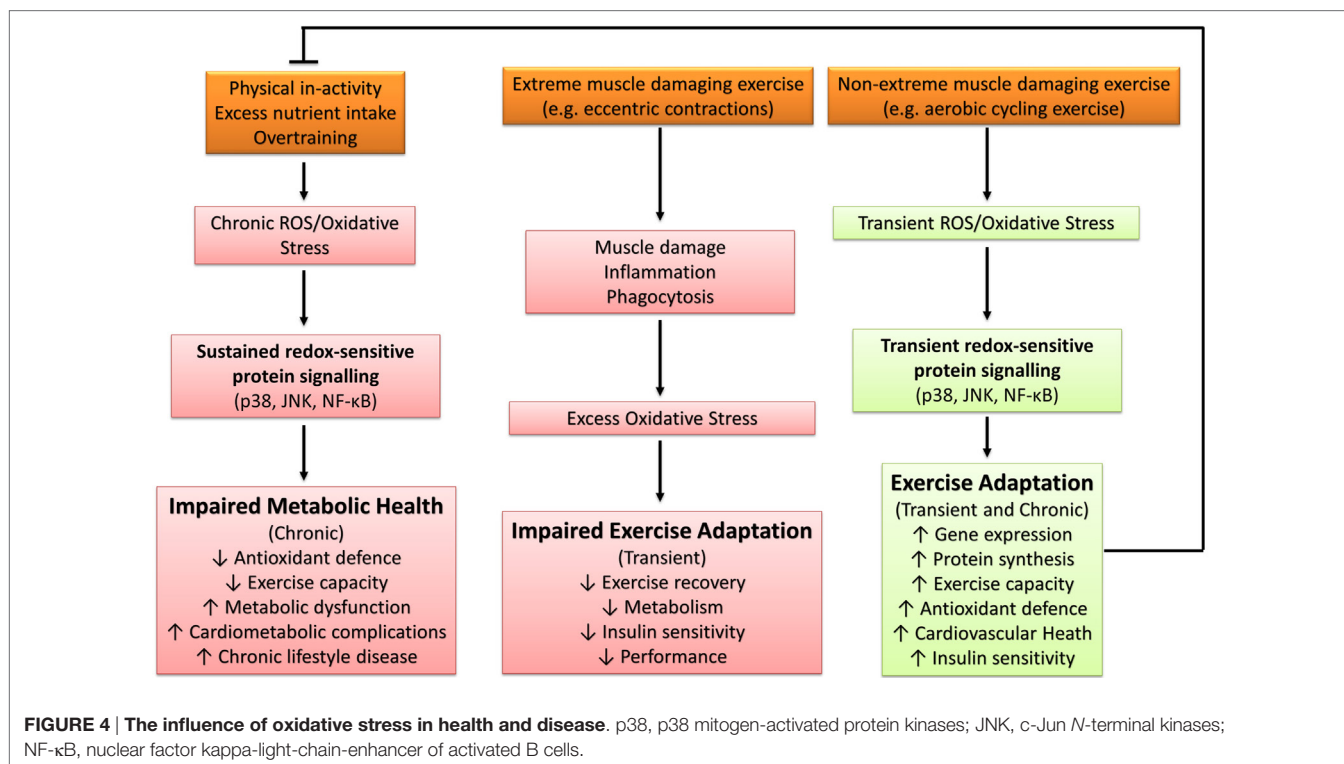 Physical in-activity
Excess nutrient intake
Overtraining
Chronic ROS/Oxidative
Stress
Sustained redox-sensitive
protein signalling
(p38, JNK, NF-κB)
Impaired Metabolic Health
(Chronic)
↓ Antioxidant defence
↓ Exercise capacity
↑ Metabolic dysfunction
↑ Cardiometabolic complications
↑ Chronic lifestyle disease
Extreme muscle damaging exercise
(e.g. eccentric contractions)
Muscle damage
Inflammation
Phagocytosis
Excess Oxidative Stress
Impaired Exercise Adaptation
(Transient)
↓ Exercise recovery
↓ Metabolism
↓ Insulin sensitivity
↓ Performance
Non-extreme muscle damaging exercise
(e.g. aerobic cycling exercise)
Transient ROS/Oxidative Stress
Transient redox-sensitive
protein signalling
(p38, JNK, NF-κB)
Exercise Adaptation
(Transient and Chronic)
↑ Gene expression
↑ Protein synthesis
↑ Exercise capacity
↑ Antioxidant defence
↑ Cardiovascular Heath
↑ Insulin sensitivity
FIGURE 4 | The influence of oxidative stress in health and disease. p38, p38 mitogen-activated protein kinases; JNK, c-Jun N-terminal kinases;
NF-κB, nuclear factor kappa-light-chain-enhancer of activated B cells.